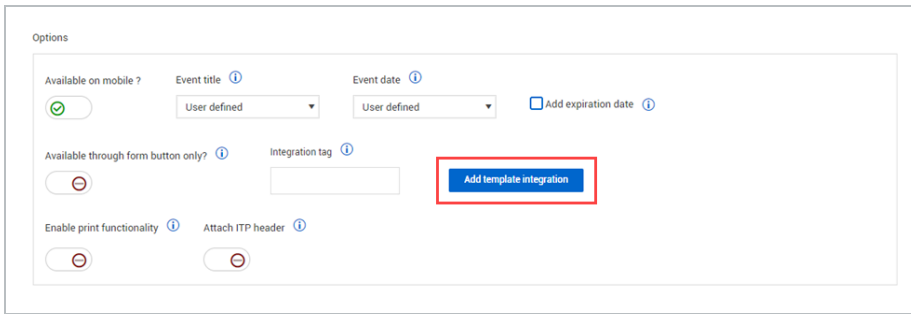 Options
Available on mobile ? Event title Event date
User defined User defined Add expiration date
Available through form button only? Integration tag
Add template integration
Enable print functionality Attach ITP header